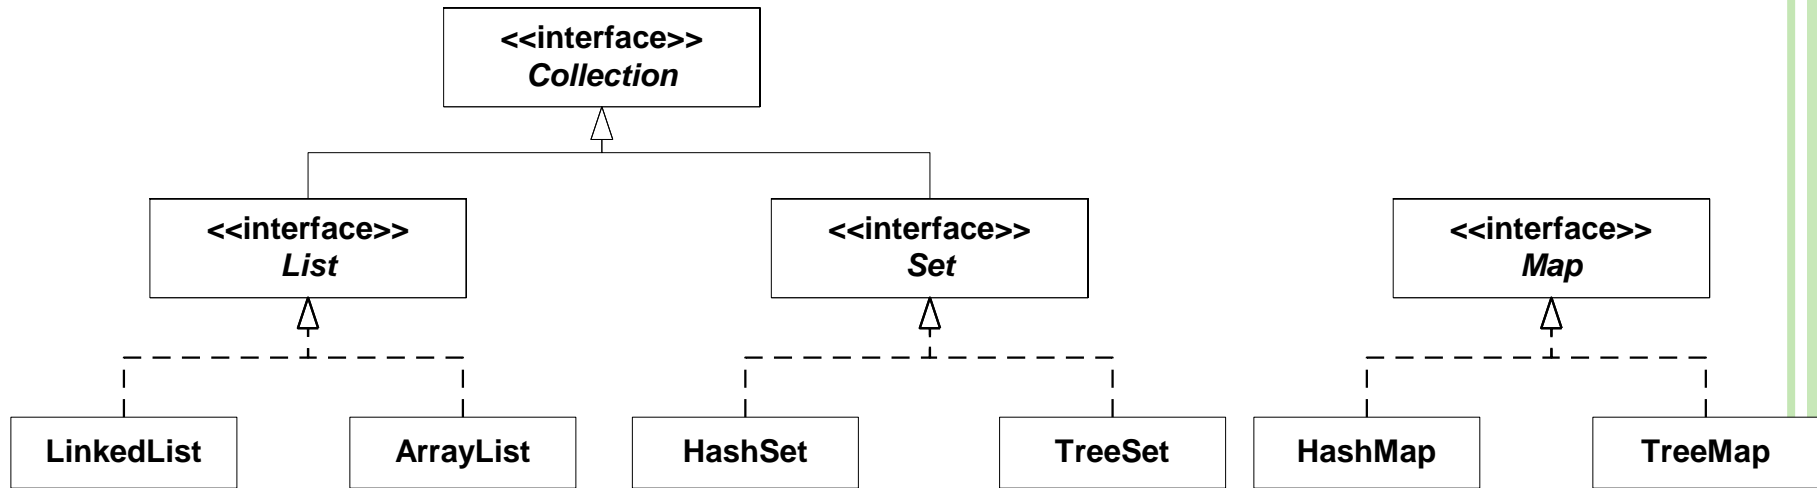 <<interface>>
Collection
<<interface>>
List
<<interface>>
Set
<<interface>>
Map
LinkedList
ArrayList
HashSet
TreeSet
HashMap
TreeMap